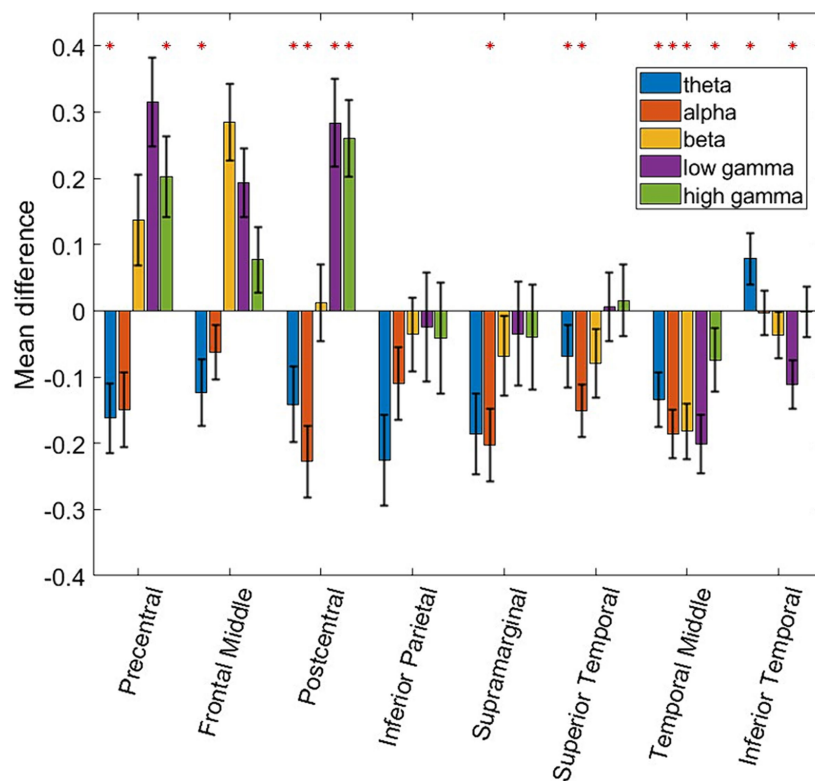 * * * * * * * * * * * * * * * * *
0.4
0.3
0.2
0.1
0
-0.1
-0.2
-0.3
-0.4
Mean difference
theta
alpha
beta
low gamma
high gamma
Precentral
Frontal Middle
Postcentral
Inferior Parietal
Supramarginal
Superior Temporal
Temporal Middle
Inferior Temporal